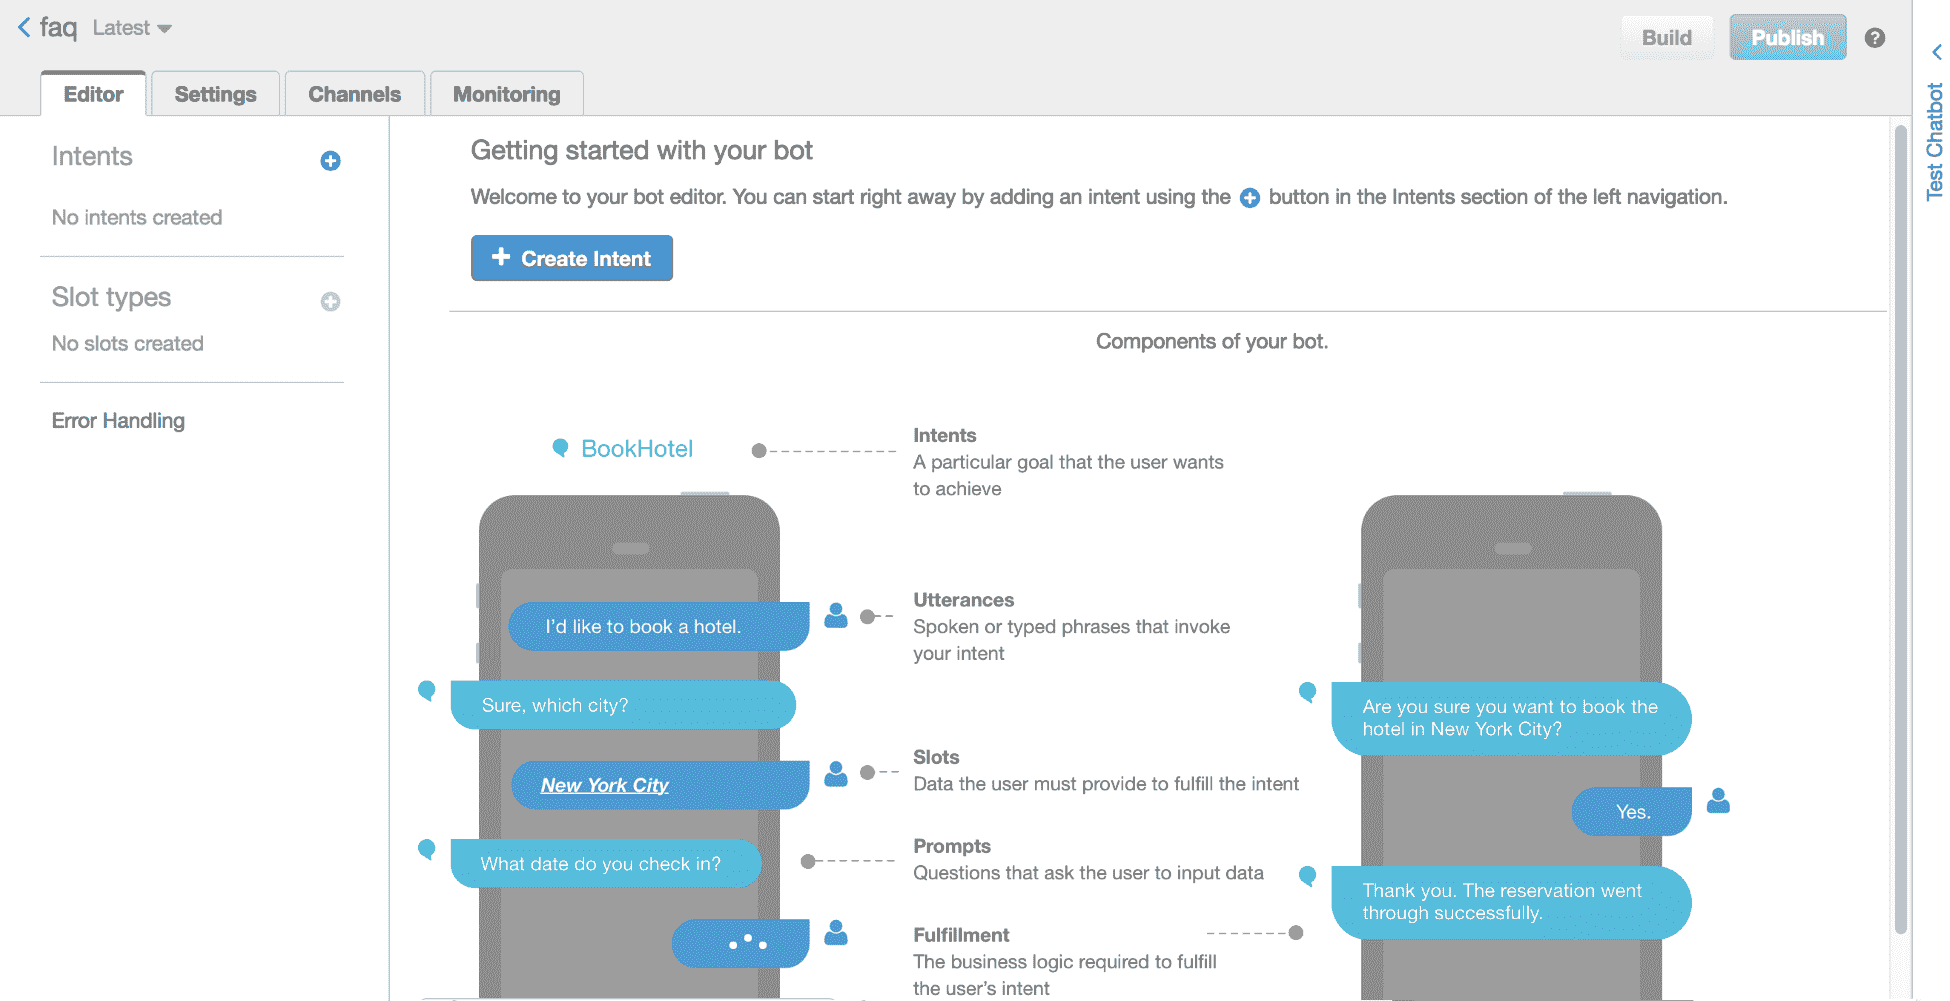 faq Latest
Build
Publish
Test Chatbot
Editor
Settings
Channels
Monitoring
Intents
No intents created
Slot types
No slots created
Error Handling
Getting started with your bot
Welcome to your bot editor. You can start right away by adding an intent using the button in the Intents section of the left navigation.
Create Intent
Components of your bot.
BookHotel
Intents
A particular goal that the user wants
to achieve
I'd like to book a hotel.
Utterances
Spoken or typed phrases that invoke
your intent
Sure, which city?
New York City
Slots
Data the user must provide to fulfill the intent
What date do you check in?
Prompts
Questions that ask the user to input data
Fulfillment
The business logic required to fulfill
the user's intent
Are you sure you want to book the
hotel in New York City?
Yes.
Thank you. The reservation went
through successfully.